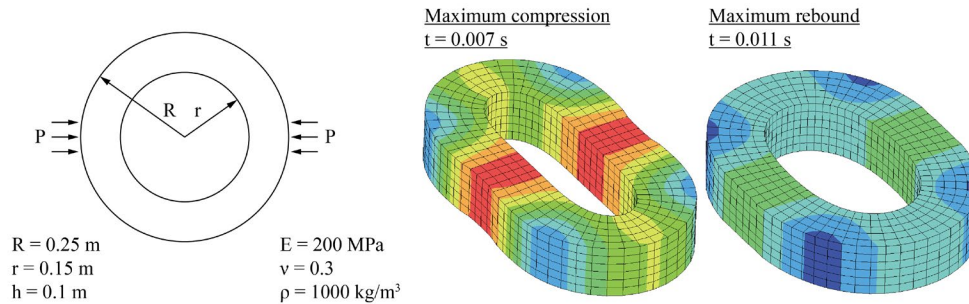 Maximum compression
t = 0.007 s
Maximum rebound
t = 0.011 s
R
r
P
P
R = 0.25 m
r = 0.15 m
h = 0.1 m
E = 200 MPa
ν = 0.3
ρ = 1000 kg/m³